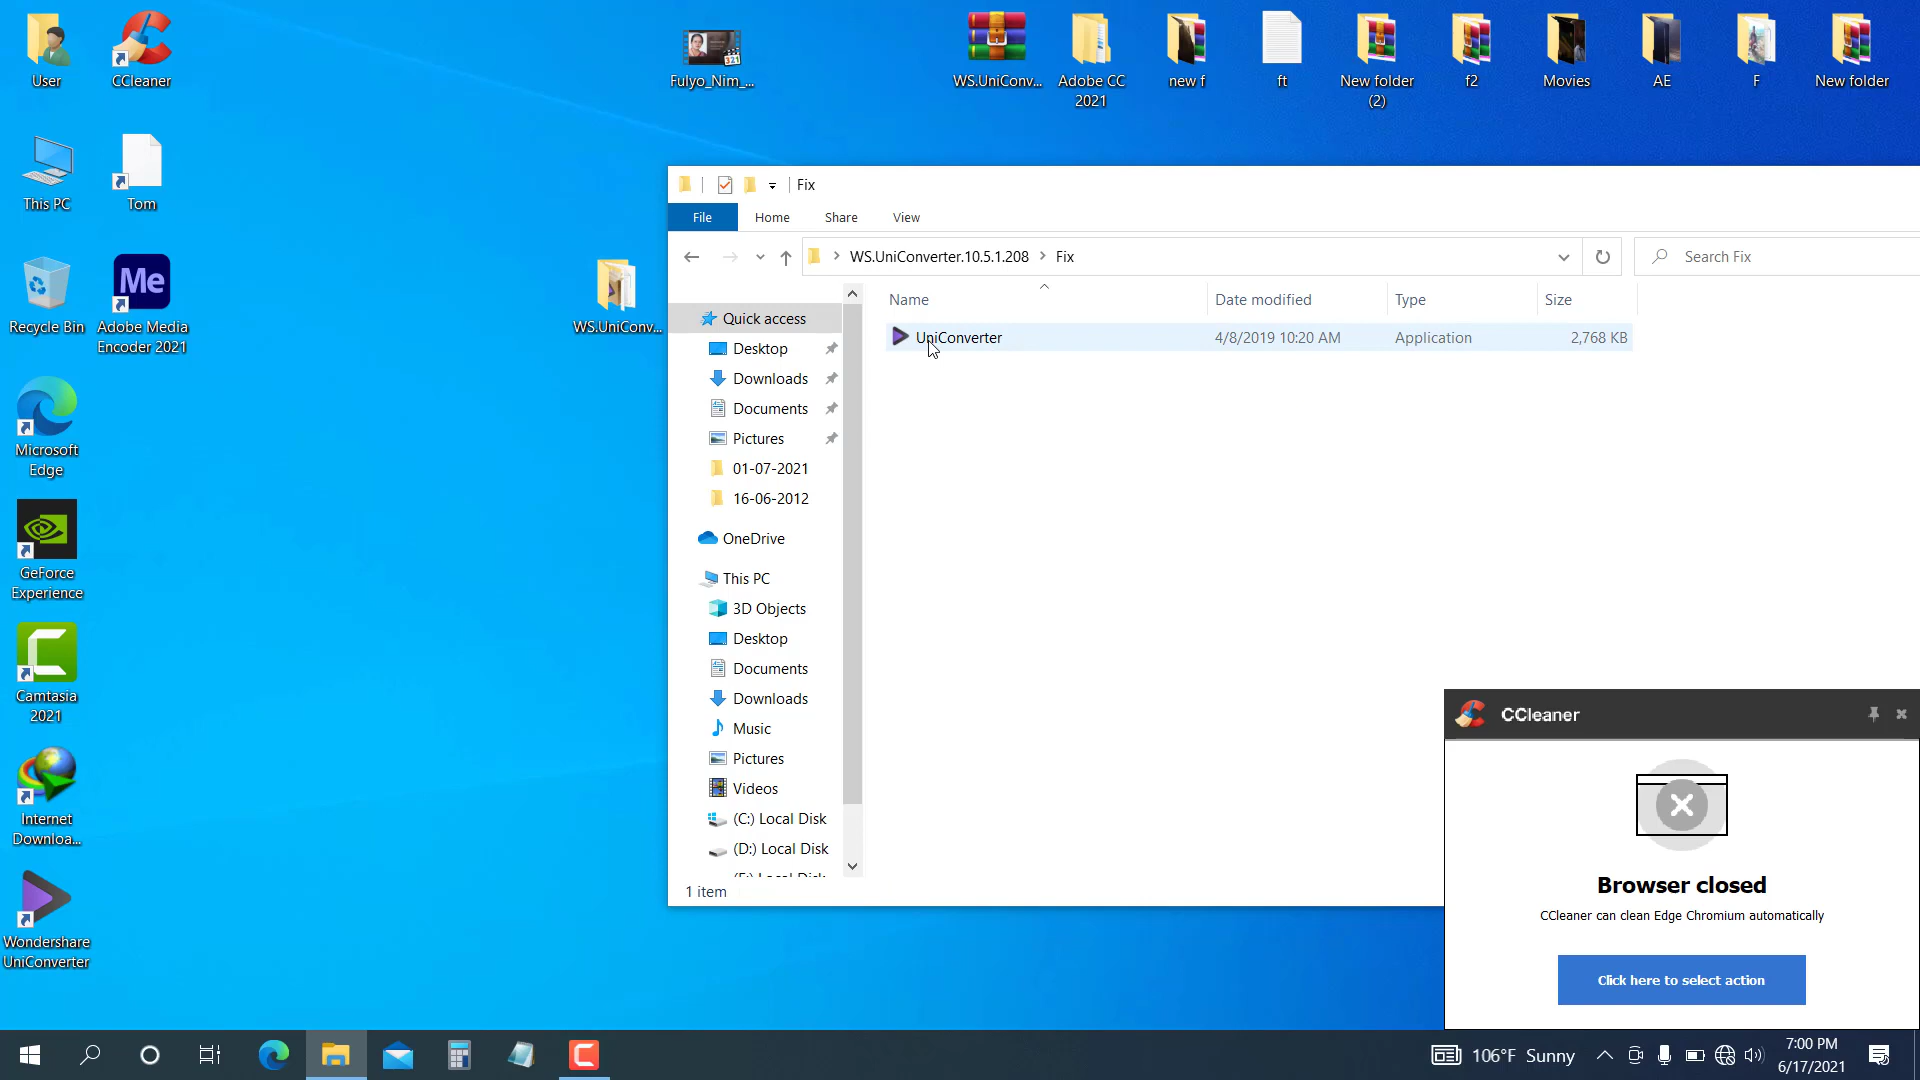 User
CCleaner
Fulyo_Nim_...
WS.UniConv...
Adobe CC
2021
new f
ft
New folder
(2)
f2
Movies
AE
F
New folder
This PC
Tom
Recycle Bin
Me
Adobe Media
Encoder 2021
WS.UniConv...
Microsoft
Edge
GeForce
Experience
Camtasia
2021
Internet
Downloa...
Wondershare
UniConverter
Fix
File
Home
Share
View
WS.UniConverter.10.5.1.208
Fix
Search Fix
Name
Date modified
Type
Size
UniConverter
4/8/2019 10:20 AM
Application
2,768 KB
Quick access
Desktop
Downloads
Documents
Pictures
01-07-2021
16-06-2012
OneDrive
This PC
3D Objects
Desktop
Documents
Downloads
Music
Pictures
Videos
(C:) Local Disk
(D:) Local Disk
1 item
CCleaner
Browser closed
CCleaner can clean Edge Chromium automatically
Click here to select action
106°F Sunny
7:00 PM
6/17/2021